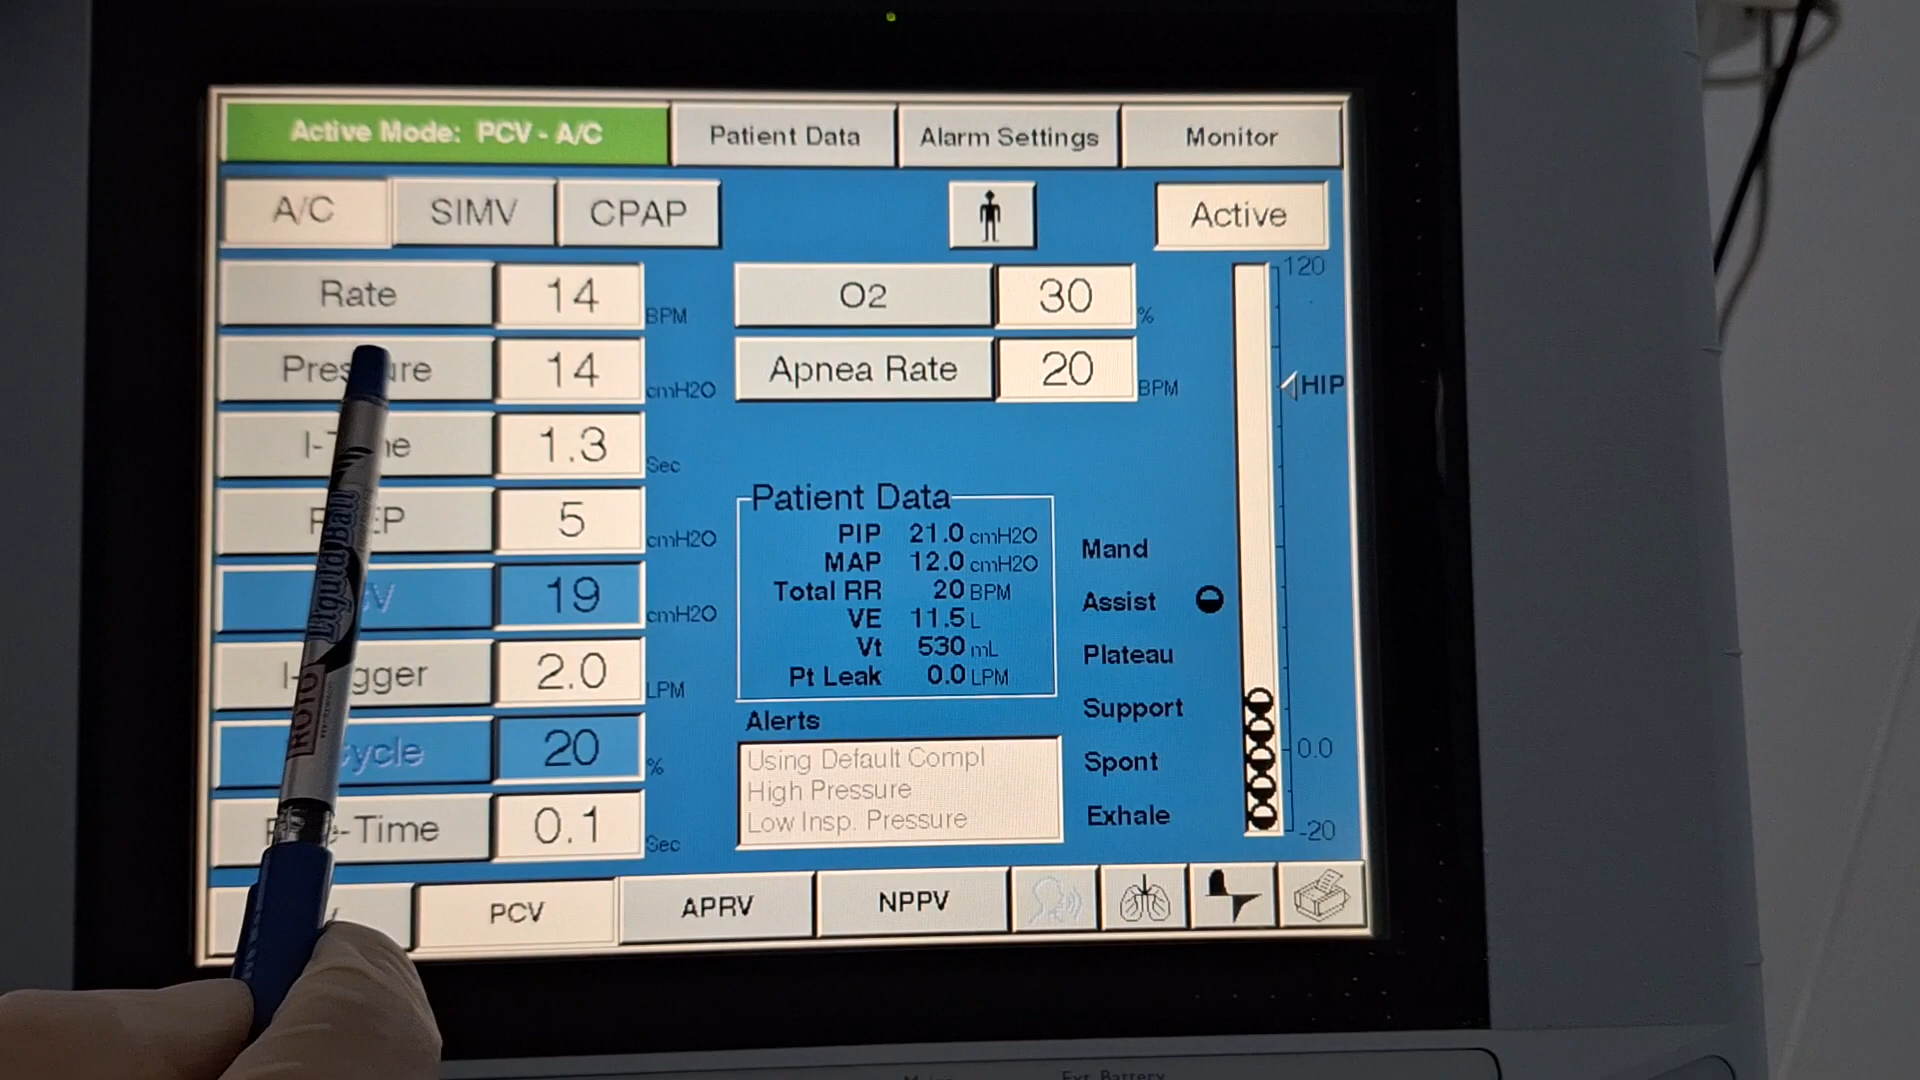 Active Mode: PCV - A/C
Patient Data
Alarm Settings
Monitor
A/C
SIMV
CPAP
Active
Rate 14 BPM
14 cmH2O
1.3 Sec
5 cmH2O
19 cmH2O
2.0 LPM
20 %
0.1 Sec
O2 30 %
Apnea Rate 20 BPM
Patient Data
PIP 21.0 cmH2O
MAP 12.0 cmH2O
Total RR 20 BPM
VE 11.5 L
Vt 530 mL
Pt Leak 0.0 LPM
Alerts
Using Default Compl
High Pressure
Low Insp. Pressure
Mand
Assist
Plateau
Support
Spont
Exhale
120
HIP
0.0
-20
PCV
APRV
NPPV
LiquidBall